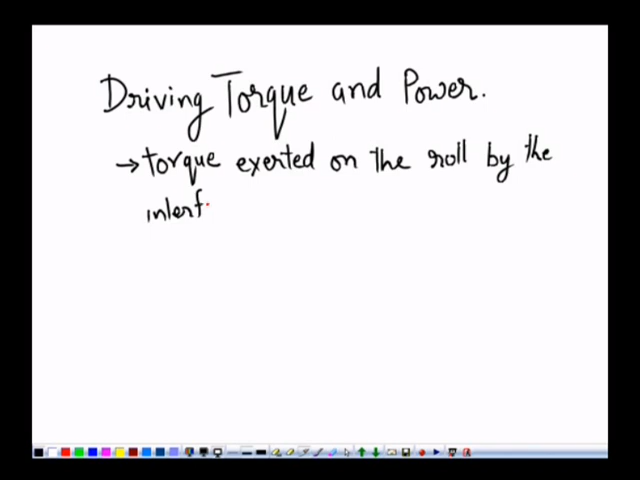 Driving Torque and Power.
→ torque exerted on the roll by the
interf